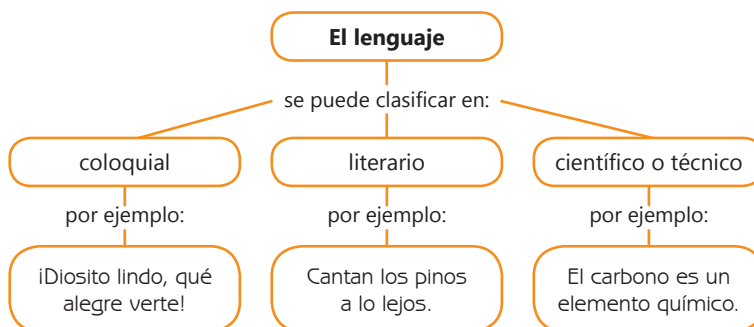 El lenguaje
se puede clasificar en:
coloquial
literario
científico o técnico
por ejemplo:
por ejemplo:
por ejemplo:
¡Diosito lindo, qué
alegre verte!
Cantan los pinos
a lo lejos.
El carbono es un
elemento químico.